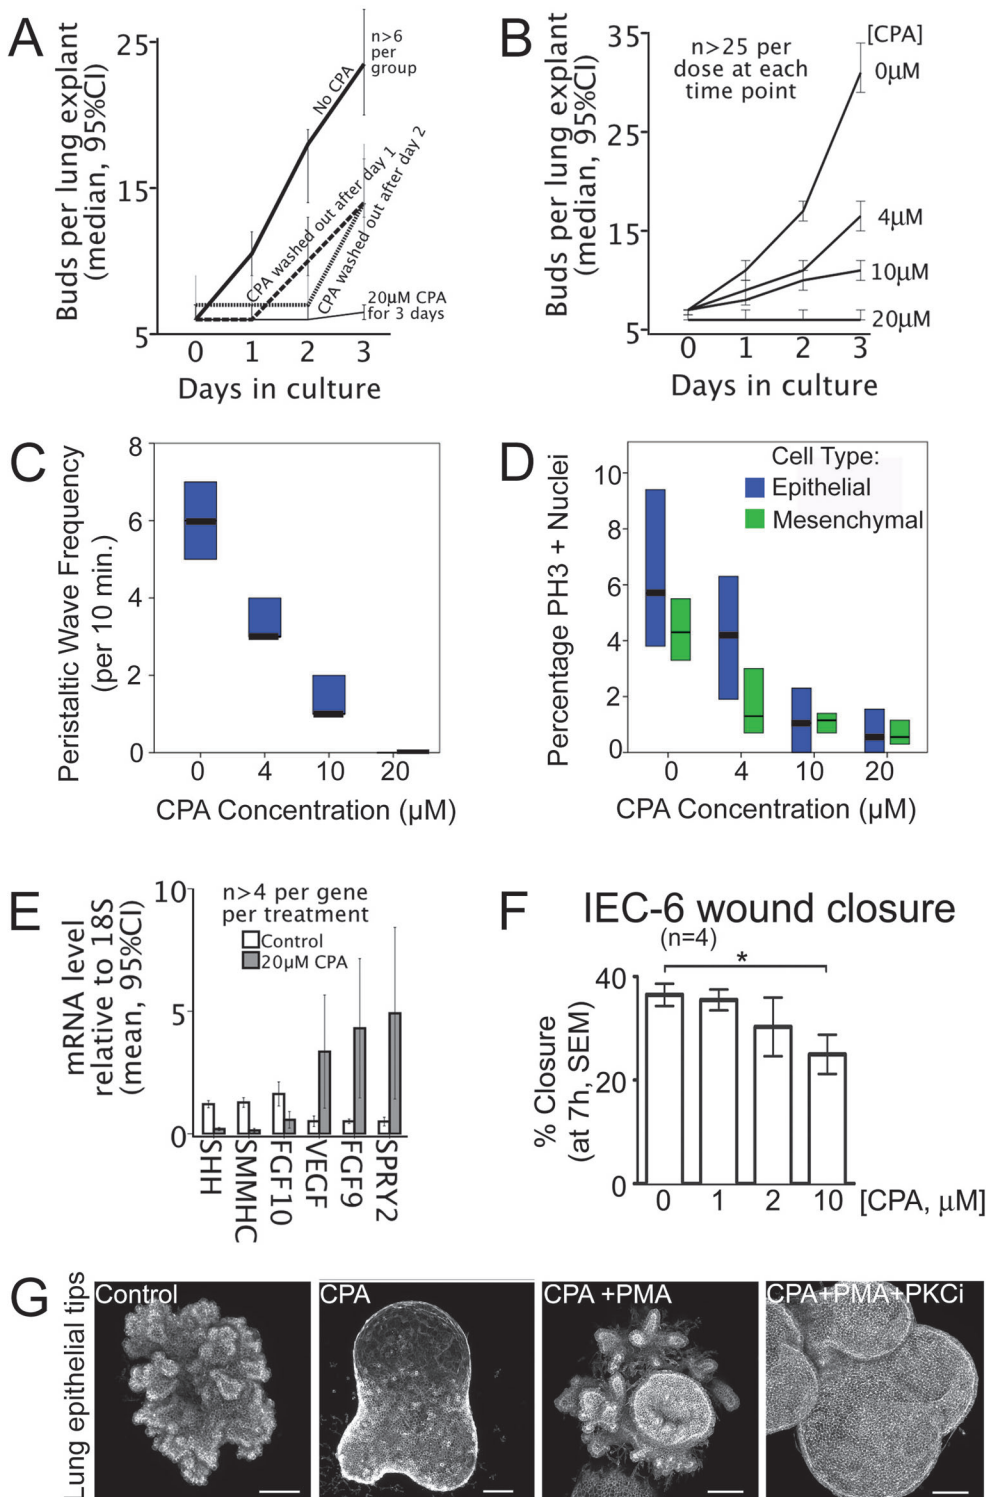 A
Buds per lung explant
(median, 95%CI)
25
15
5
n>6
per
group
No CPA
CPA washed out after day 1
CPA washed out after day 2
20µM CPA
for 3 days
0 1 2 3
Days in culture
B
Buds per lung explant
(median, 95%CI)
35
25
15
5
n>25 per
dose at each
time point
[CPA]
0µM
4µM
10µM
20µM
0 1 2 3
Days in culture
C
Peristaltic Wave Frequency
(per 10 min.)
8
6
4
2
0
0 4 10 20
CPA Concentration (µM)
D
Percentage PH3 + Nuclei
10
8
6
4
2
0
Cell Type:
Epithelial
Mesenchymal
0 4 10 20
CPA Concentration (µM)
E
mRNA level
relative to 18S
(mean, 95%CI)
10
5
0
n>4 per gene
per treatment
Control
20µM CPA
SHH
SMMHC
FGF10
VEGF
FGF9
SPRY2
F
IEC-6 wound closure
(n=4)
*
% Closure
(at 7h, SEM)
40
20
0
0 1 2 10 [CPA, µM]
G
Lung epithelial tips
Control
CPA
CPA +PMA
CPA+PMA+PKCi